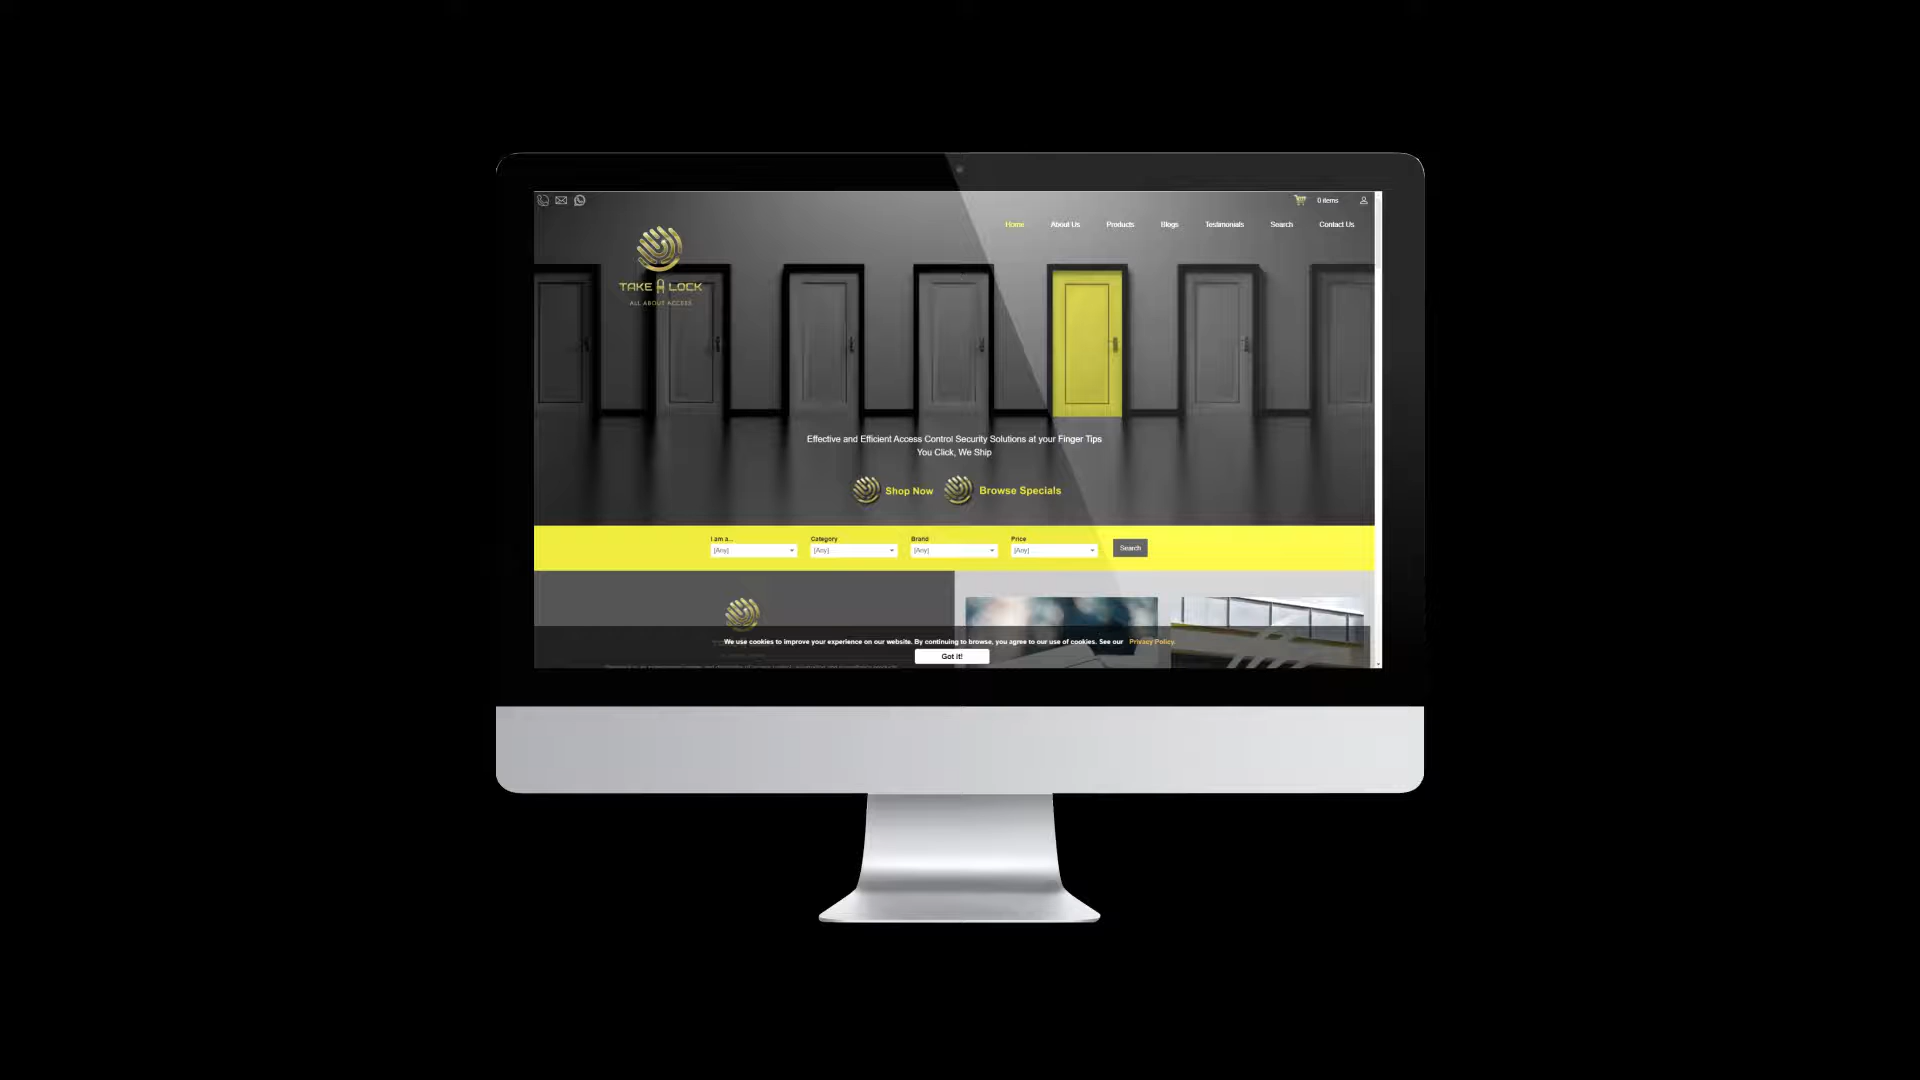 0 items
Home About Us Products Blogs Testimonials Search Contact Us
TAKE A LOCK
ALL ABOUT ACCESS
Effective and Efficient Access Control Security Solutions at your Finger Tips
You Click, We Ship
Shop Now Browse Specials
I am a... Category Brand Price
[Any] [Any] [Any] [Any] Search
We use cookies to improve your experience on our website. By continuing to browse, you agree to our use of cookies. See our Privacy Policy.
Got it!